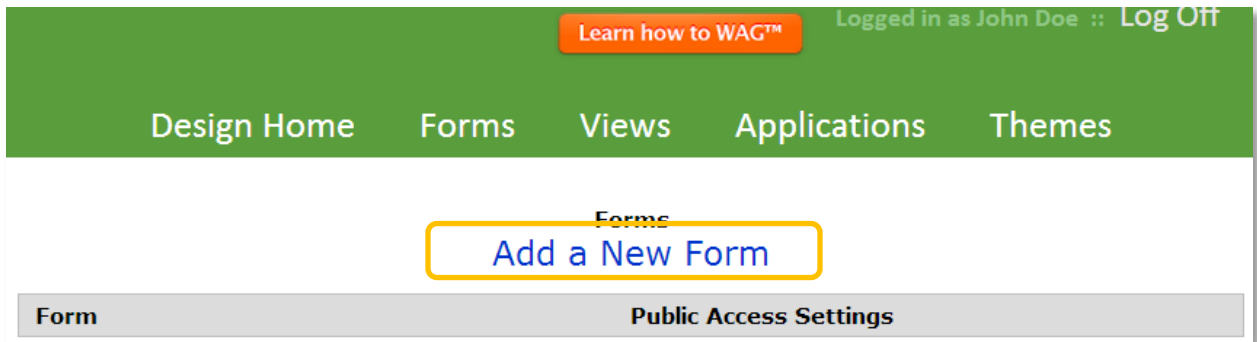 Learn how to WAG™ Logged in as John Doe :: Log Off
Design Home Forms Views Applications Themes
Forms
Add a New Form
Form Public Access Settings